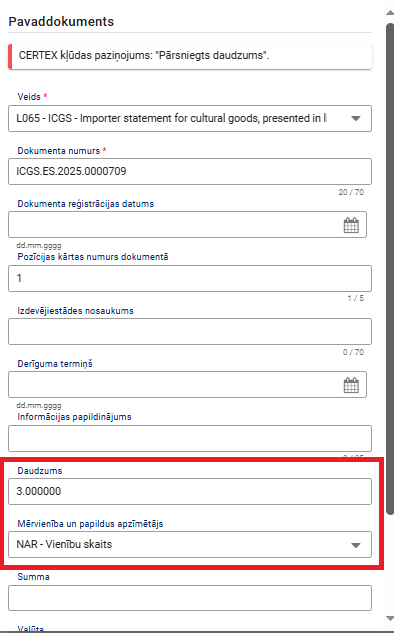 Pavaddokuments
CERTEX kļūdas paziņojums: "Pārsniegts daudzums".
Veids *
L065 - ICGS - Importer statement for cultural goods, presented in l
Dokumenta numurs *
ICGS.ES.2025.0000709
20 / 70
Dokumenta reģistrācijas datums
dd.mm.gggg
Pozīcijas kārtas numurs dokumentā
1
1 / 5
Izdevējiestādes nosaukums
0 / 70
Derīguma termiņš
dd.mm.gggg
Informācijas papildinājums
Daudzums
3.000000
Mērvienība un papildus apzīmētājs
NAR - Vienību skaits
Summa
Valūta